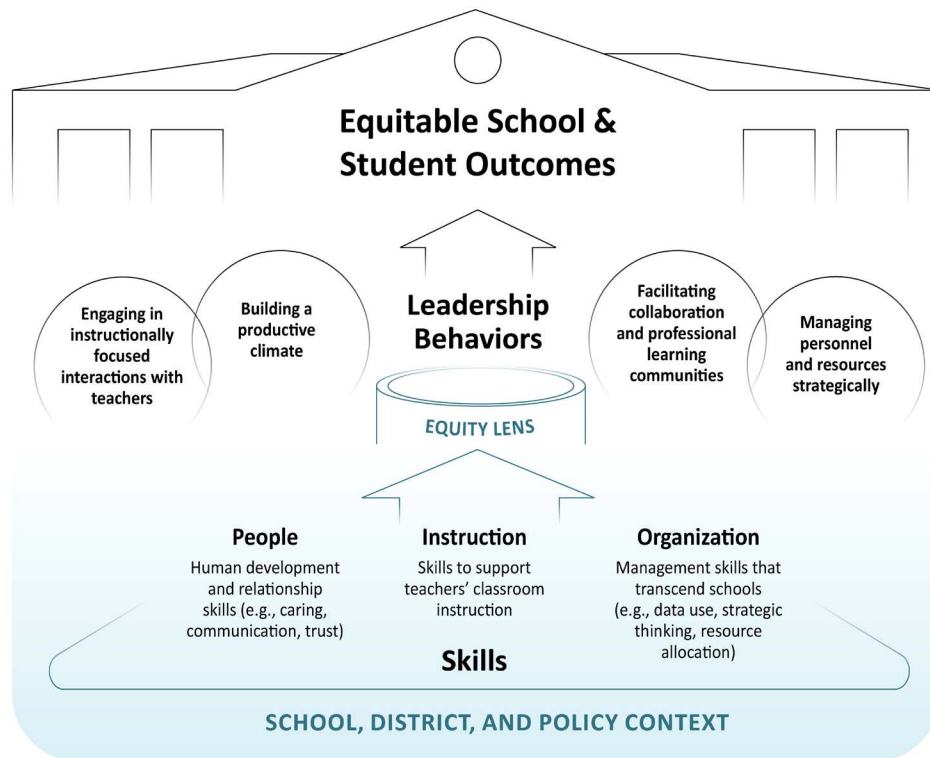 Equitable School &
Student Outcomes
Engaging in
instructionally
focused
interactions with
teachers
Building a
productive
climate
Leadership
Behaviors
Facilitating
collaboration
and professional
learning
communities
Managing
personnel
and resources
strategically
EQUITY LENS
People
Human development
and relationship
skills (e.g., caring,
communication, trust)
Instruction
Skills to support
teachers’ classroom
instruction
Organization
Management skills that
transcend schools
(e.g., data use, strategic
thinking, resource
allocation)
Skills
SCHOOL, DISTRICT, AND POLICY CONTEXT